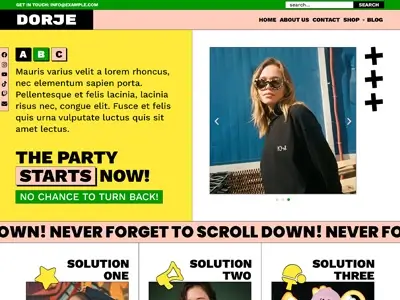 GET IN TOUCH: INFO@EXAMPLE.COM
search...
SEARCH
DORJE
HOME ABOUT US CONTACT SHOP BLOG
A B C
Mauris varius velit a lorem rhoncus,
nec elementum sapien porta.
Pellentesque et felis lacinia, lacinia
risus nec, congue elit. Fusce et felis
quis urna vulputate luctus quis sit
amet lectus.
THE PARTY
STARTS NOW!
NO CHANCE TO TURN BACK!
OWN! NEVER FORGET TO SCROLL DOWN! NEVER FO
SOLUTION
ONE
SOLUTION
TWO
SOLUTION
THREE